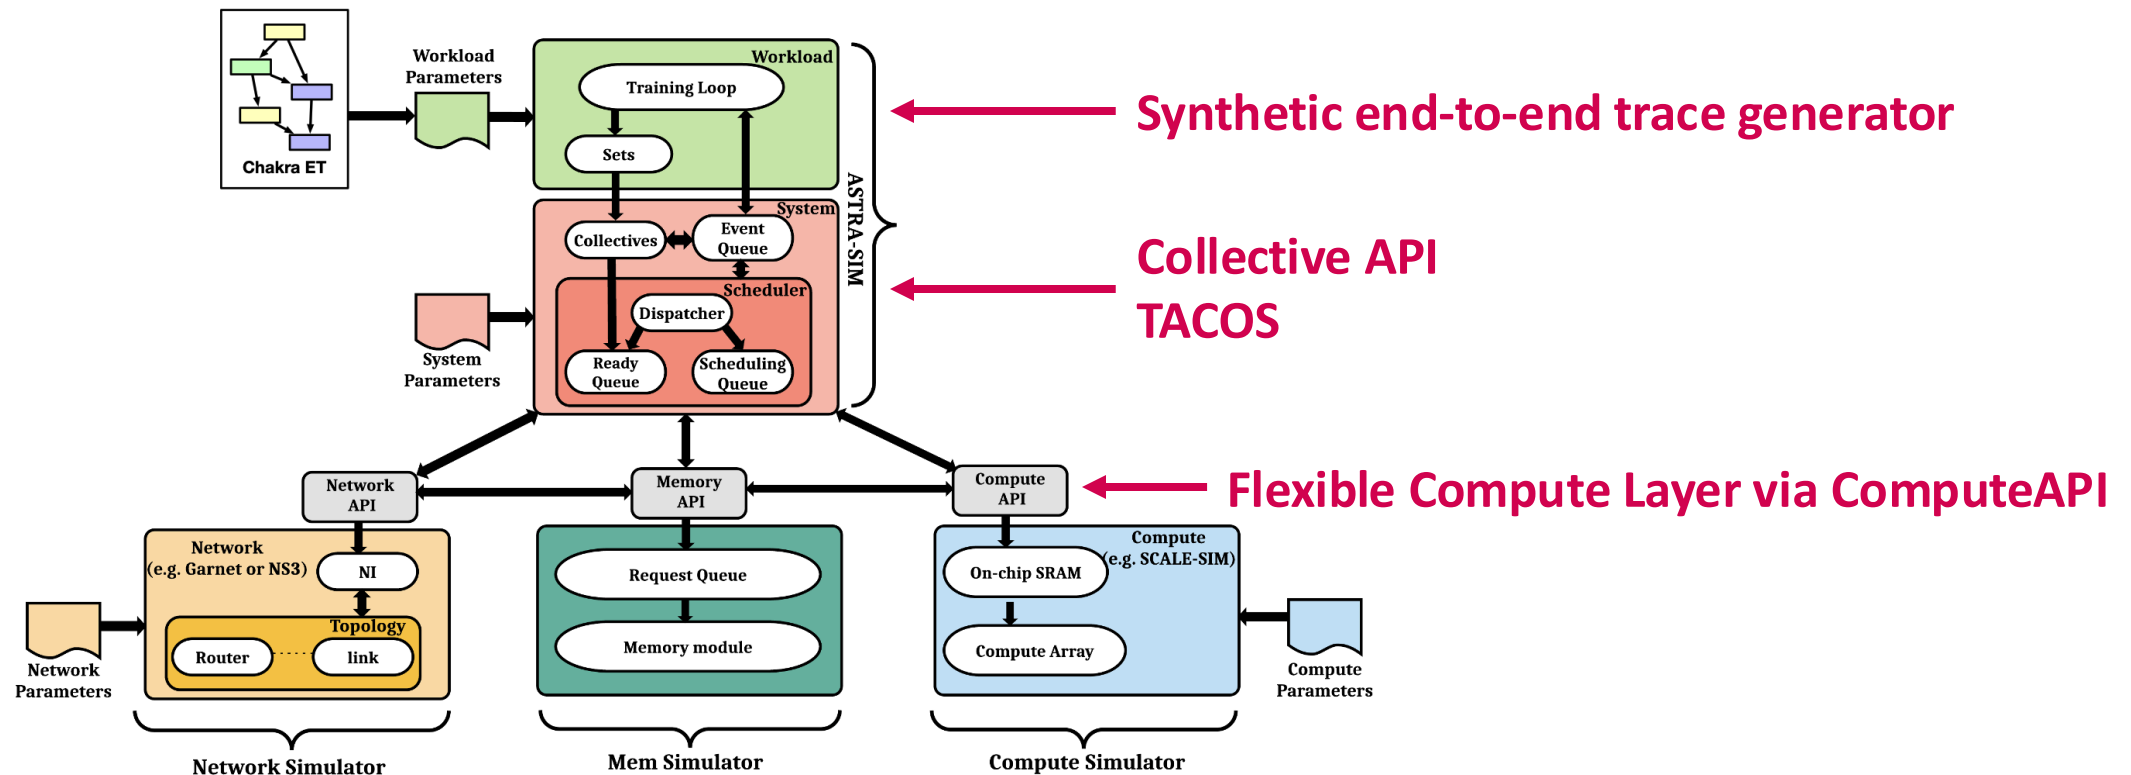 Chakra ET
Workload
Parameters
Workload
Training Loop
Sets
ASTRA-SIM
Synthetic end-to-end trace generator
System
Collectives
Event
Queue
Scheduler
Dispatcher
Ready
Queue
Scheduling
Queue
System
Parameters
Collective API
TACOS
Network
API
Memory
API
Compute
API
Flexible Compute Layer via ComputeAPI
Network
(e.g. Garnet or NS3)
NI
Topology
Router
link
Network
Parameters
Request Queue
Memory module
Compute
(e.g. SCALE-SIM)
On-chip SRAM
Compute Array
Compute
Parameters
Network Simulator
Mem Simulator
Compute Simulator